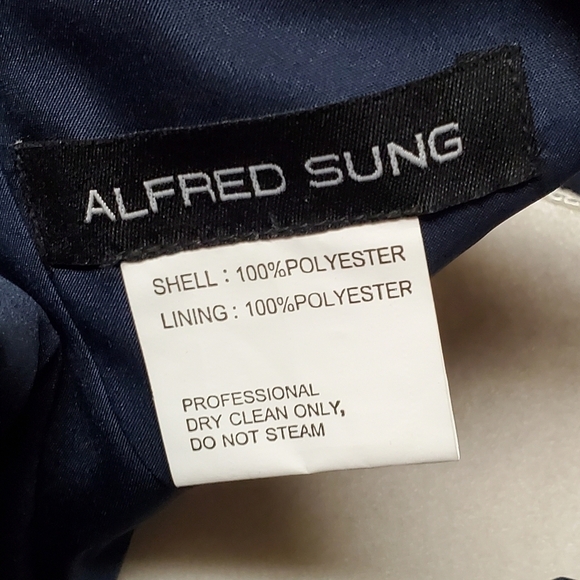 ALFRED SUNG
SHELL : 100%POLYESTER
LINING : 100%POLYESTER
PROFESSIONAL
DRY CLEAN ONLY,
DO NOT STEAM